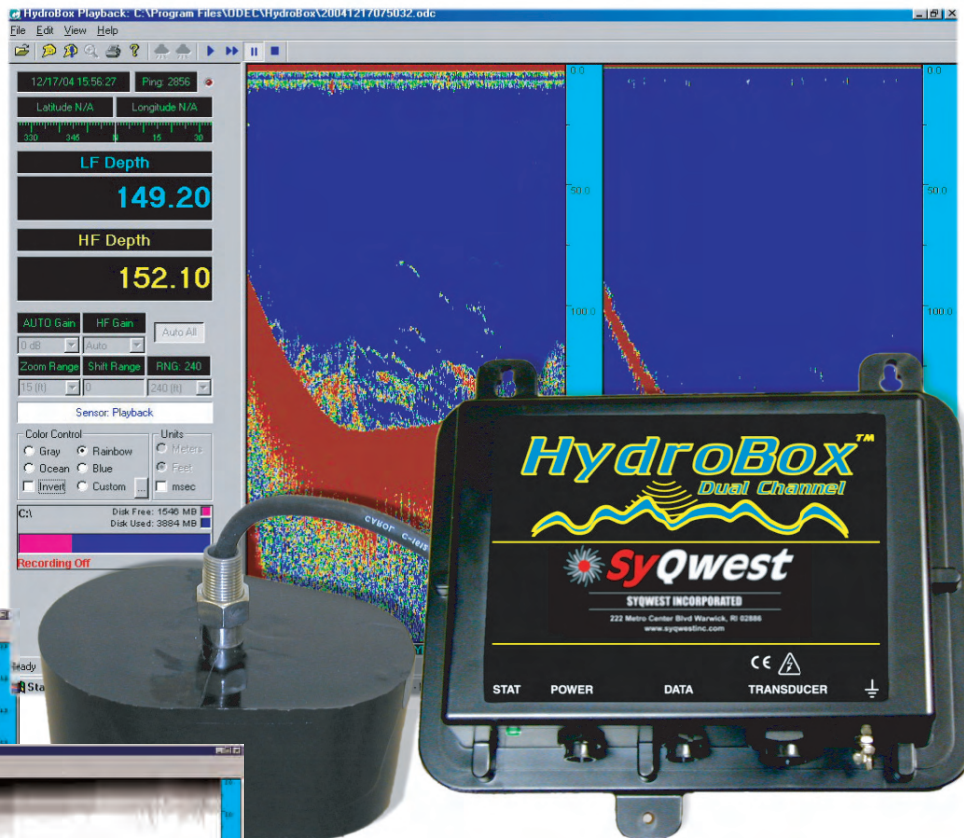 HydroBox Playback: C:\Program Files\ODEC\HydroBox\20041217075032.odc
File Edit View Help
12/17/04 15:56:27 Ping: 2856
Latitude N/A Longitude N/A
330 345 N 15 30
LF Depth
149.20
HF Depth
152.10
AUTO Gain HF Gain Auto All
0 dB Auto
Zoom Range Shift Range RNG: 240
15 (ft) 0 240 (ft)
Sensor: Playback
Color Control Units
Gray Rainbow Meters
Ocean Blue Feet
Invert Custom ... msec
C:\ Disk Free: 1546 MB
Disk Used: 3884 MB
Recording Off
0.0 0.0
50.0 50.0
100.0 100.0
HydroBox™
Dual Channel
SyQwest
SYQWEST INCORPORATED
222 Metro Center Blvd Warwick, RI 02886
www.syqwestinc.com
CE
STAT POWER DATA TRANSDUCER